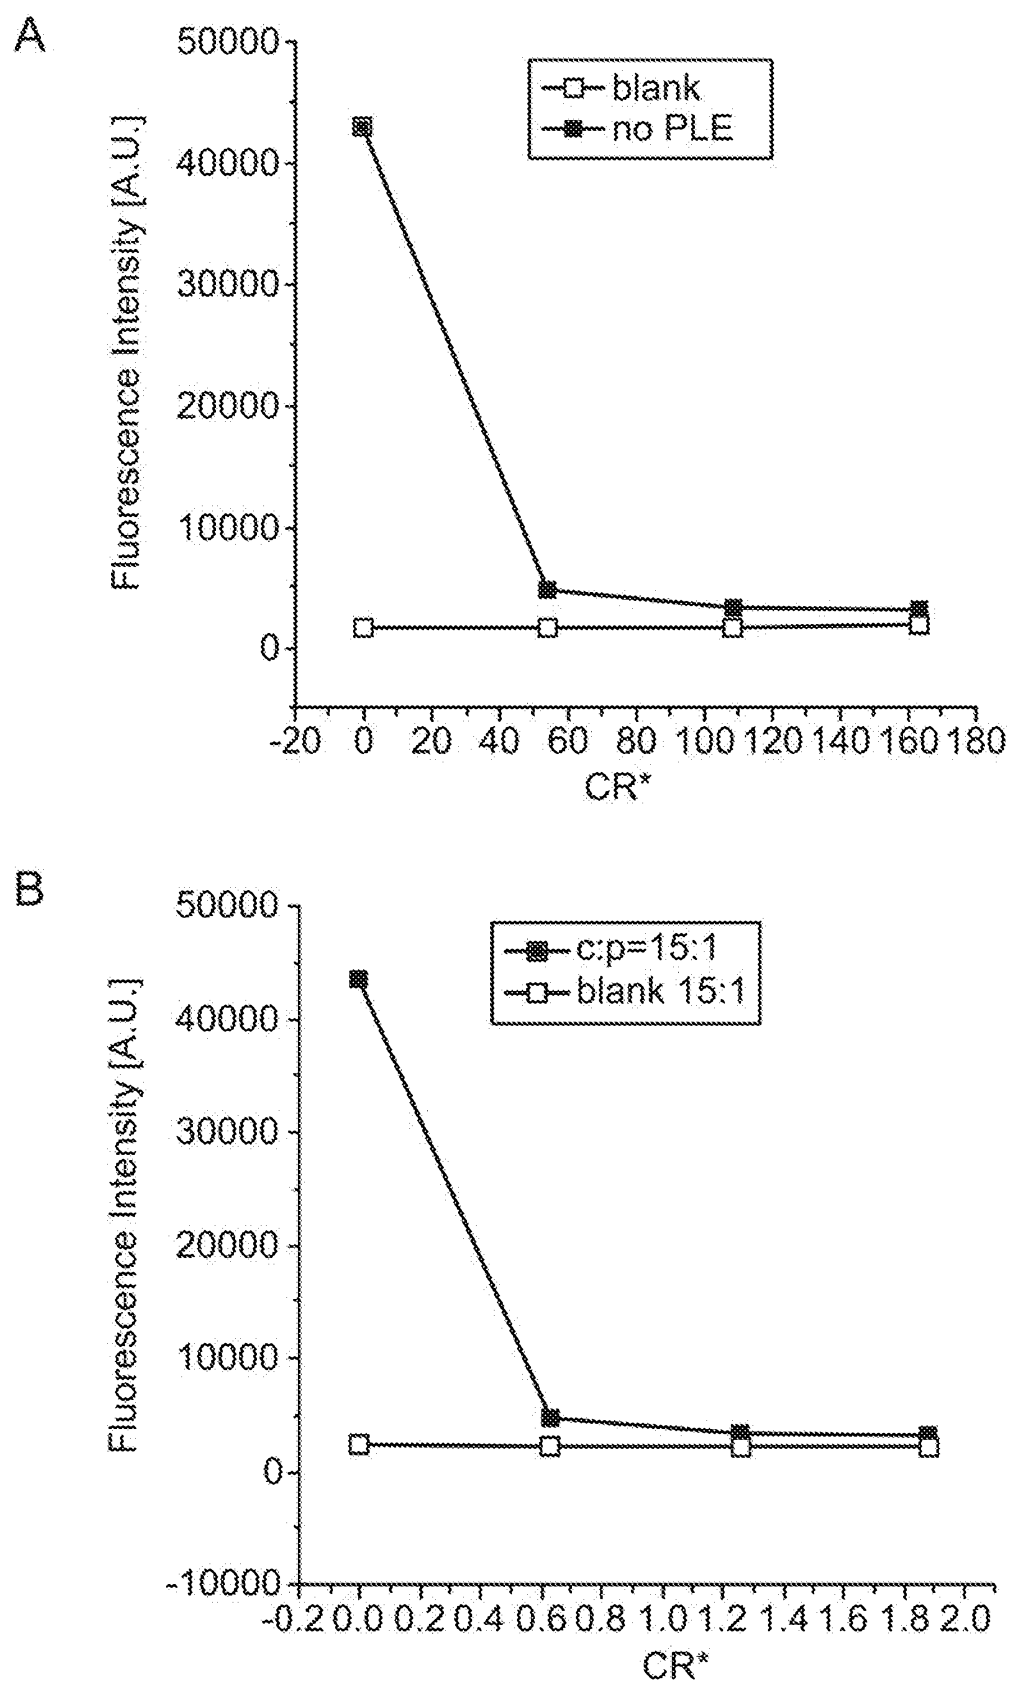 A
50000
40000
30000
20000
10000
0
Fluorescence Intensity [A.U.]
blank
no PLE
-20 0 20 40 60 80 100 120 140 160 180
CR*
B
50000
40000
30000
20000
10000
0
-10000
Fluorescence Intensity [A.U.]
c:p=15:1
blank 15:1
-0.2 0.0 0.2 0.4 0.6 0.8 1.0 1.2 1.4 1.6 1.8 2.0
CR*